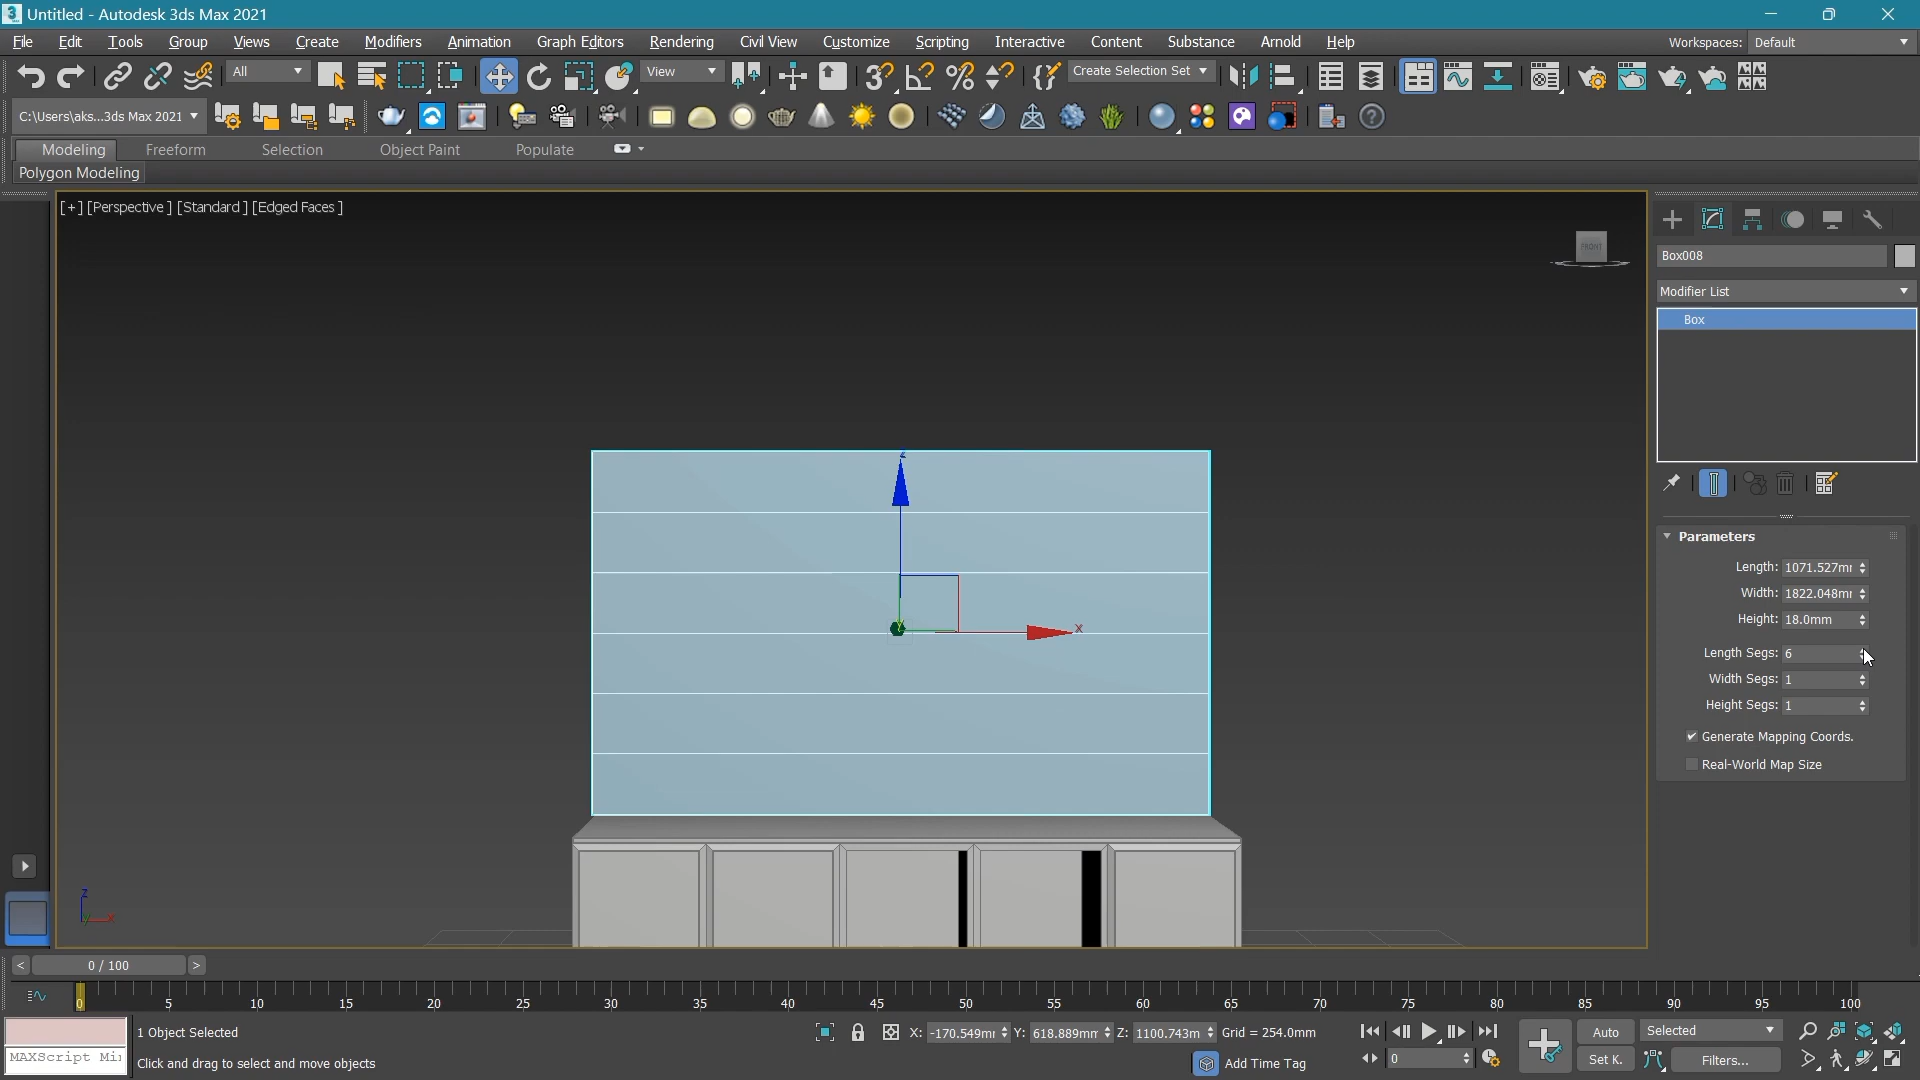 Untitled - Autodesk 3ds Max 2021
File Edit Tools Group Views Create Modifiers Animation Graph Editors Rendering Civil View Customize Scripting Interactive Content Substance Arnold Help Workspaces: Default
All View Create Selection Set
C:\Users\aks...3ds Max 2021
Modeling Freeform Selection Object Paint Populate
Polygon Modeling
[+] [Perspective] [Standard] [Edged Faces]
FRONT
Box008
Modifier List
Box
Parameters
Length: 1071.527m
Width: 1822.048m
Height: 18.0mm
Length Segs: 6
Width Segs: 1
Height Segs: 1
Generate Mapping Coords.
Real-World Map Size
z
x
y
z
x
y
< 0 / 100 >
0 5 10 15 20 25 30 35 40 45 50 55 60 65 70 75 80 85 90 95 100
1 Object Selected
X: -170.549m Y: 618.889mm Z: 1100.743m Grid = 254.0mm
Auto Selected
MAXScript Mi
Click and drag to select and move objects
Add Time Tag
0
Set K. Filters...